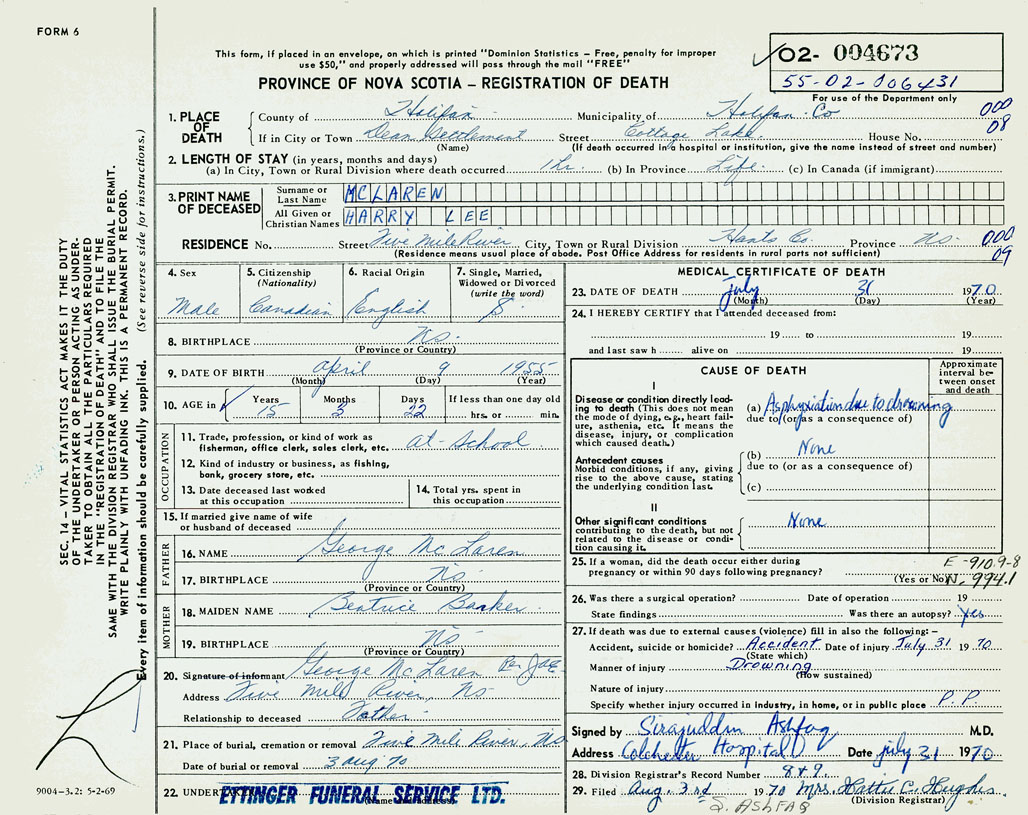 FORM 6
This form, if placed in an envelope, on which is printed "Dominion Statistics – Free, penalty for improper
use $50," and properly addressed will pass through the mail "FREE"
PROVINCE OF NOVA SCOTIA – REGISTRATION OF DEATH
O2- 004673
55-02-006431
For use of the Department only
000
08
1. PLACE OF DEATH
County of Halifax Municipality of Halifax Co
If in City or Town Dean Settlement Street Cottage Lake House No.
(Name) (If death occurred in a hospital or institution, give the name instead of street and number)
2. LENGTH OF STAY (in years, months and days)
(a) In City, Town or Rural Division where death occurred 1 hr. (b) In Province Life. (c) In Canada (if immigrant)
3. PRINT NAME OF DECEASED
Surname or Last Name MCLAREN
All Given or Christian Names HARRY LEE
RESIDENCE No. Street Five Mile River City, Town or Rural Division Hants Co. Province NS.
000
09
(Residence means usual place of abode. Post Office Address for residents in rural parts not sufficient)
4. Sex
Male
5. Citizenship
(Nationality)
Canadian
6. Racial Origin
English
7. Single, Married,
Widowed or Divorced
(write the word)
S
8. BIRTHPLACE NS.
(Province or Country)
9. DATE OF BIRTH April 9 1955
(Month) (Day) (Year)
10. AGE in
Years Months Days If less than one day old
15 3 22 hrs. or min.
OCCUPATION
11. Trade, profession, or kind of work as
fisherman, office clerk, sales clerk, etc. at-School
12. Kind of industry or business, as fishing,
bank, grocery store, etc.
13. Date deceased last worked
at this occupation
14. Total yrs. spent in
this occupation
15. If married give name of wife
or husband of deceased
FATHER
16. NAME George Mc Laren
17. BIRTHPLACE NS
(Province or Country)
MOTHER
18. MAIDEN NAME Beatrice Barker
19. BIRTHPLACE NS
(Province or Country)
20. Signature of informant George Mc Laren Per
Address Five Mile River, NS
Relationship to deceased Father
21. Place of burial, cremation or removal Five Mile River, NS
Date of burial or removal 3 Aug 70
22. UNDERTAKER
ETTINGER FUNERAL SERVICE LTD.
(Name and address)
MEDICAL CERTIFICATE OF DEATH
23. DATE OF DEATH July 31 1970
(Month) (Day) (Year)
24. I HEREBY CERTIFY that I attended deceased from:
19 to 19
and last saw h alive on 19
CAUSE OF DEATH
Approximate
interval be-
tween onset
and death
I
Disease or condition directly lead-
ing to death (This does not mean
the mode of dying, e.g., heart fail-
ure, asthenia, etc. It means the
disease, injury, or complication
which caused death.)
(a) Asphyxiation due to drowning
due to (or as a consequence of)
Antecedent causes
Morbid conditions, if any, giving
rise to the above cause, stating
the underlying condition last.
(b) None
due to (or as a consequence of)
(c)
II
Other significant conditions
contributing to the death, but not
related to the disease or condi-
tion causing it.
None
25. If a woman, did the death occur either during
pregnancy or within 90 days following pregnancy?
(Yes or No)
E-910.9-8
N. 994.1
26. Was there a surgical operation? Date of operation 19
State findings Was there an autopsy? Yes
27. If death was due to external causes (violence) fill in also the following:–
Accident, suicide or homicide? Accident Date of injury July 31 1970
(State which)
Manner of injury Drowning
(How sustained)
Nature of injury
Specify whether injury occurred in industry, in home, or in public place P. P.
Signed by Sirajuddin Ashfaq M.D.
Address Colchester Hospital Date july 31 1970
28. Division Registrar's Record Number 849
29. Filed Aug. 3rd 1970 Mrs. Hattie C. Hughes
(Division Registrar)
S. ASHFAQ
SEC. 14 – VITAL STATISTICS ACT MAKES IT THE DUTY
OF THE UNDERTAKER OR PERSON ACTING AS UNDER-
TAKER TO OBTAIN ALL THE PARTICULARS REQUIRED
IN THE "REGISTRATION OF DEATH" AND TO FILE THE
SAME WITH THE DIVISION REGISTRAR WHO SHALL ISSUE THE BURIAL PERMIT.
WRITE PLAINLY WITH UNFADING INK. THIS IS A PERMANENT RECORD.
Every item of information should be carefully supplied. (See reverse side for instructions.)
9004–3.2: 5-2-69